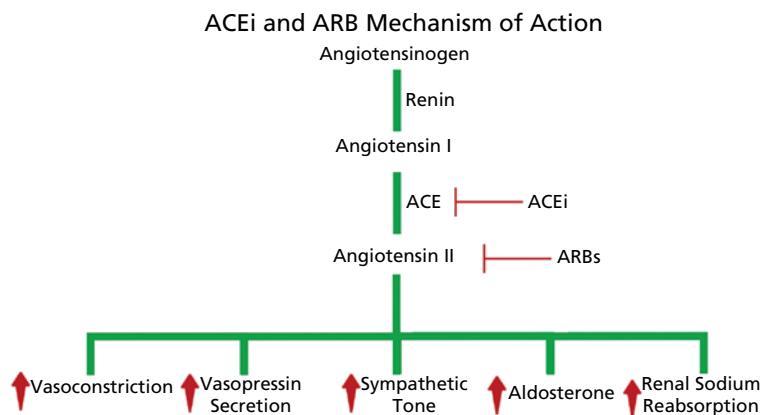 ACEi and ARB Mechanism of Action
Angiotensinogen
Renin
Angiotensin I
ACE
ACEi
Angiotensin II
ARBs
Vasoconstriction
Vasopressin
Secretion
Sympathetic
Tone
Aldosterone
Renal Sodium
Reabsorption